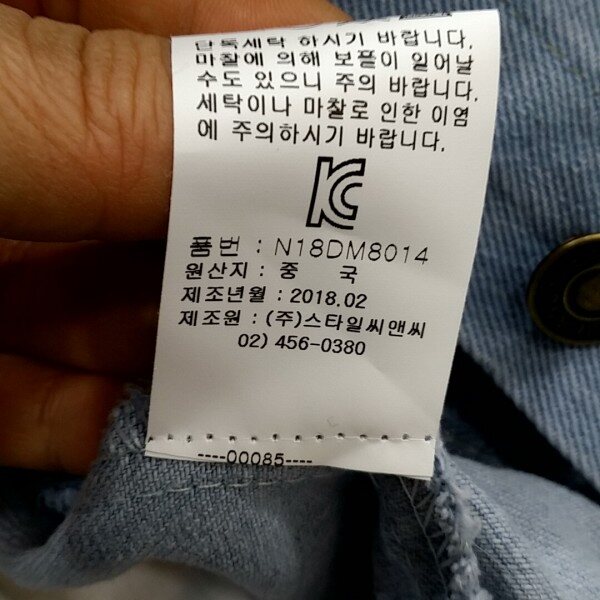 단독세탁 하시기 바랍니다.
마찰에 의해 보플이 일어날
수도 있으니 주의 바랍니다.
세탁이나 마찰로 인한 이염
에 주의하시기 바랍니다.
KC
품번 : N18DM8014
원산지 : 중 국
제조년월 : 2018.02
제조원 : (주)스타일씨앤씨
02) 456-0380
----00085----